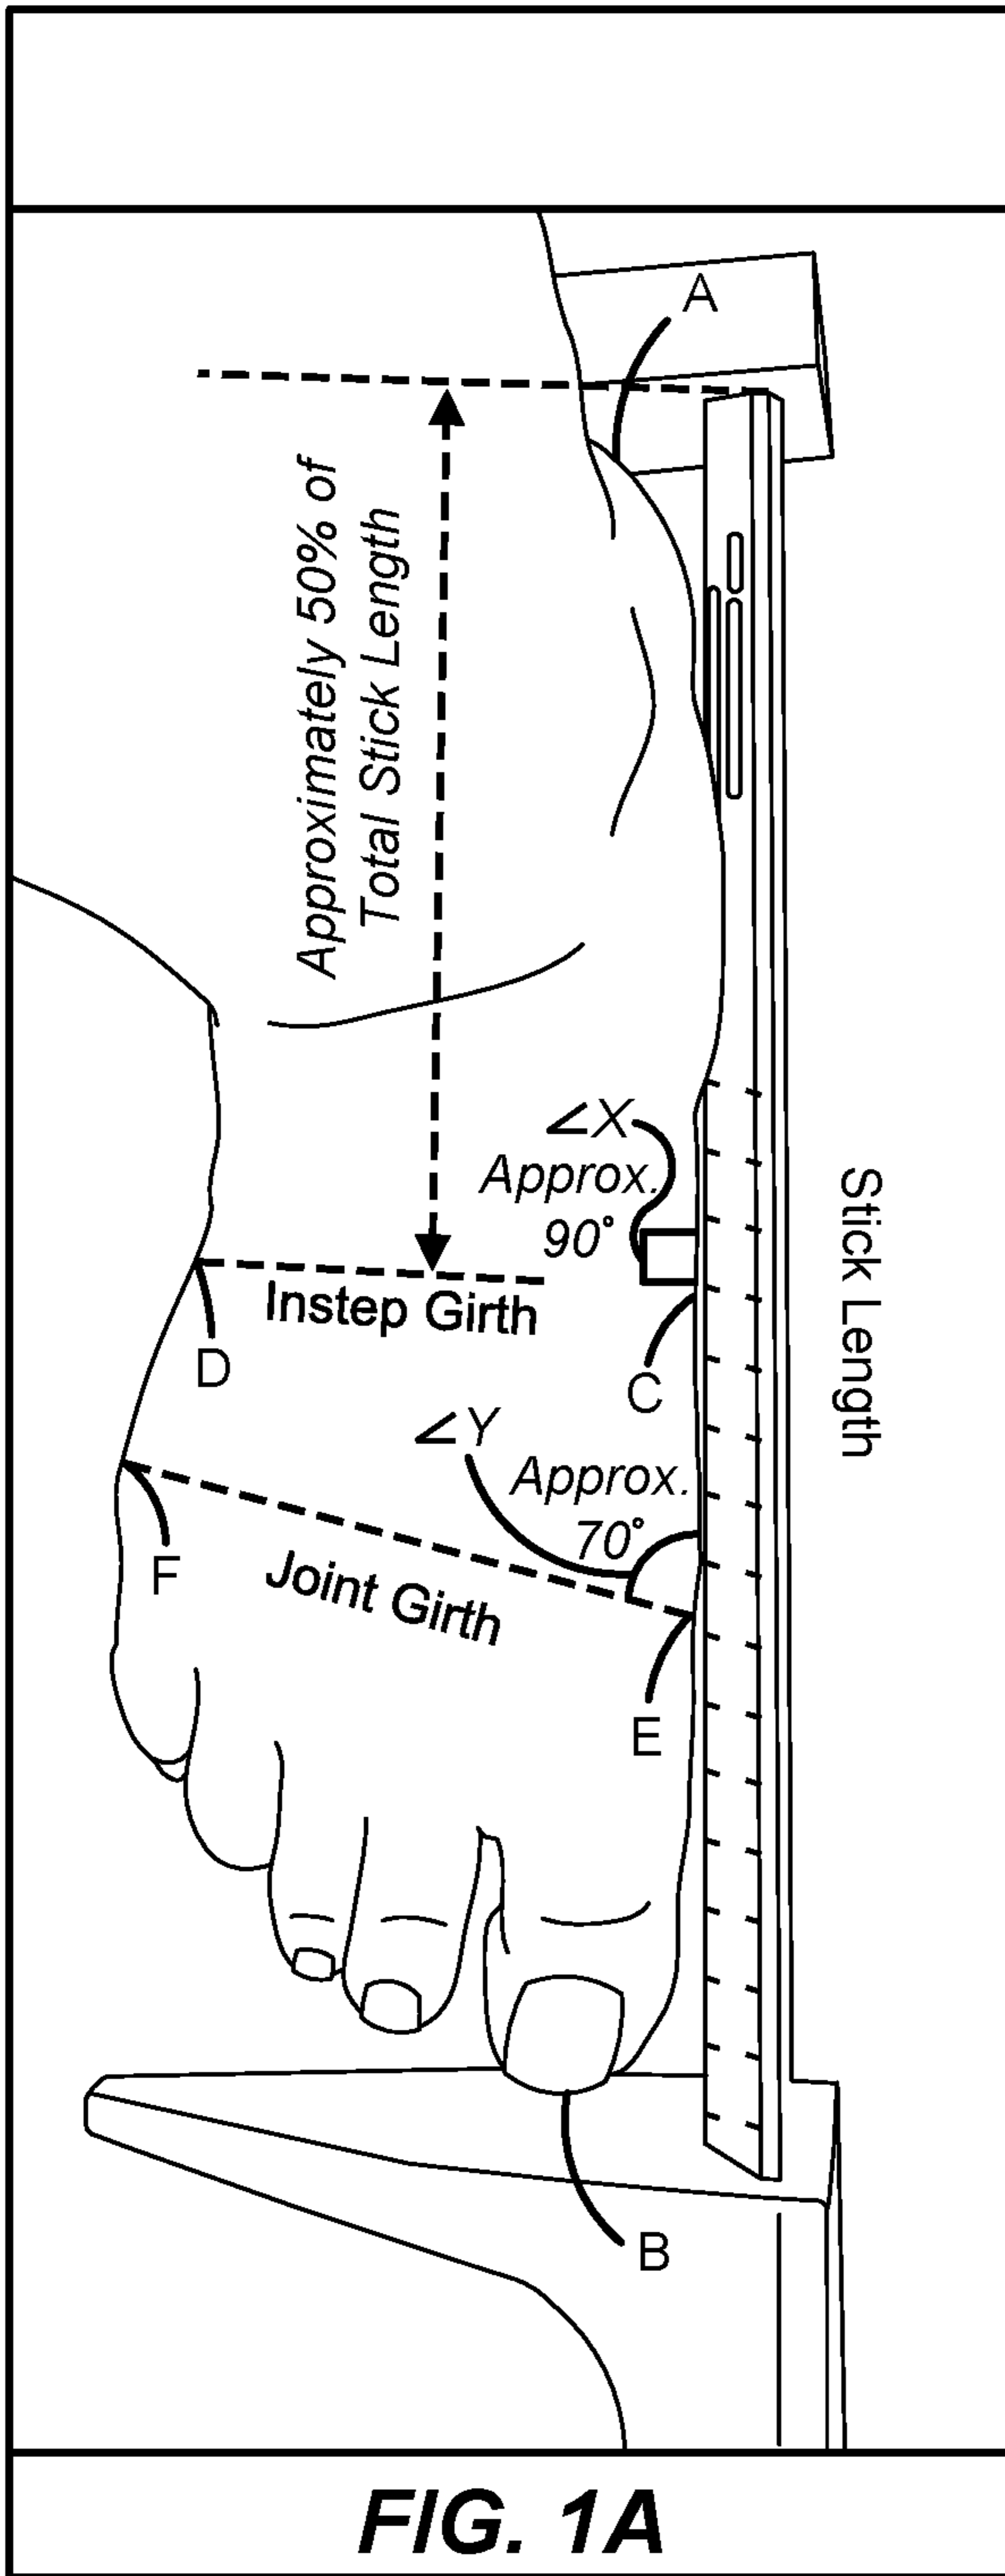 A
Approximately 50% of
Total Stick Length
∠X
Approx.
90°
Stick Length
Instep Girth
D
C
∠Y
Approx.
70°
F
Joint Girth
E
B
FIG. 1A